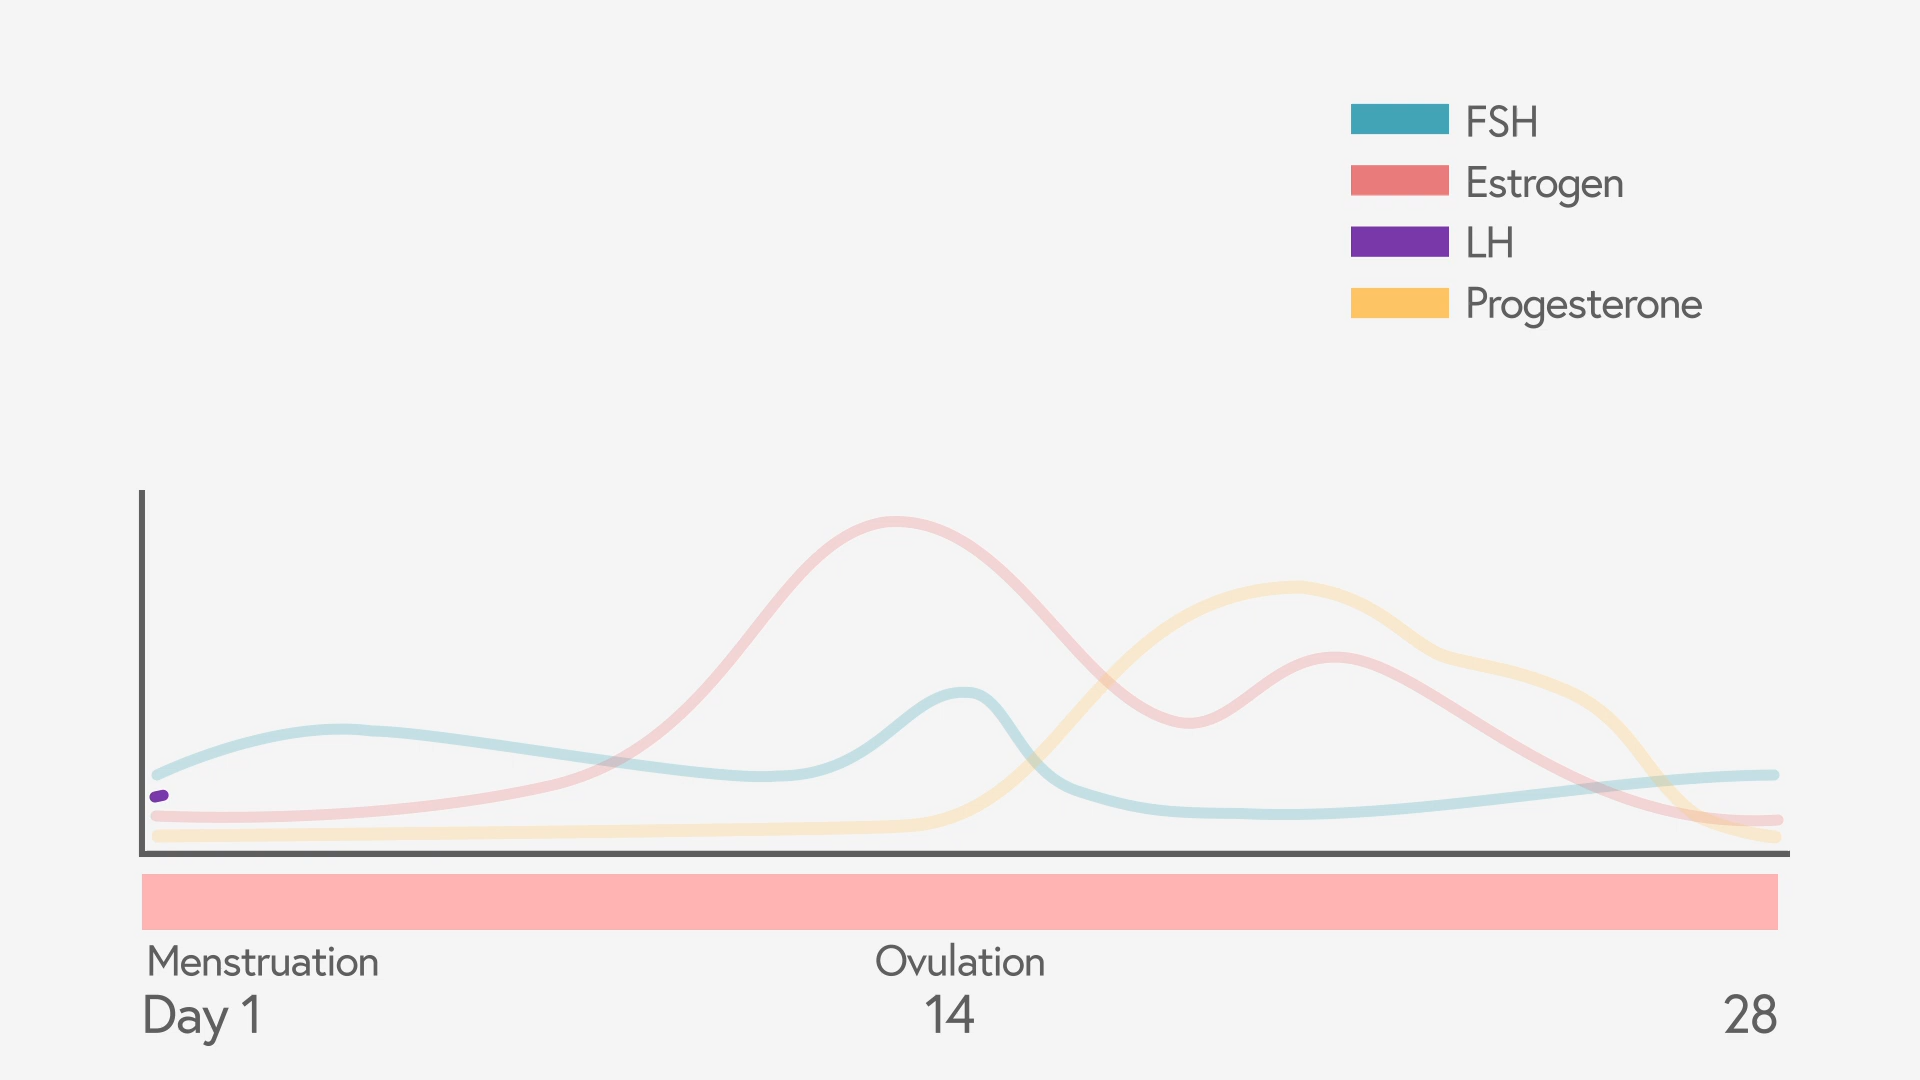 FSH
Estrogen
LH
Progesterone
Menstruation
Ovulation
Day 1
14
28